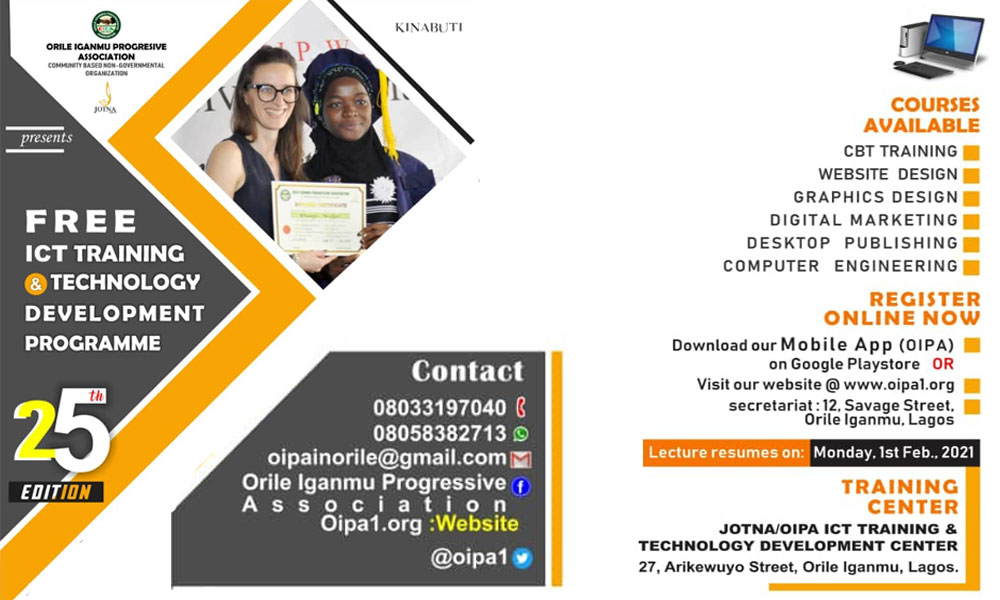 ORILE IGANMU PROGRESIVE
ASSOCIATION
COMMUNITY BASED NON-GOVERNMENTAL
ORGANIZATION
JOTNA
presents
FREE
ICT TRAINING
& TECHNOLOGY
DEVELOPMENT
PROGRAMME
25th
EDITION
KINABUTI
Contact
08033197040
08058382713
oipainorile@gmail.com
Orile Iganmu Progressive
Association
Oipa1.org :Website
@oipa1
COURSES
AVAILABLE
CBT TRAINING
WEBSITE DESIGN
GRAPHICS DESIGN
DIGITAL MARKETING
DESKTOP PUBLISHING
COMPUTER ENGINEERING
REGISTER
ONLINE NOW
Download our Mobile App (OIPA)
on Google Playstore OR
Visit our website @ www.oipa1.org
secretariat : 12, Savage Street,
Orile Iganmu, Lagos
Lecture resumes on: Monday, 1st Feb., 2021
TRAINING
CENTER
JOTNA/OIPA ICT TRAINING &
TECHNOLOGY DEVELOPMENT CENTER
27, Arikewuyo Street, Orile Iganmu, Lagos.